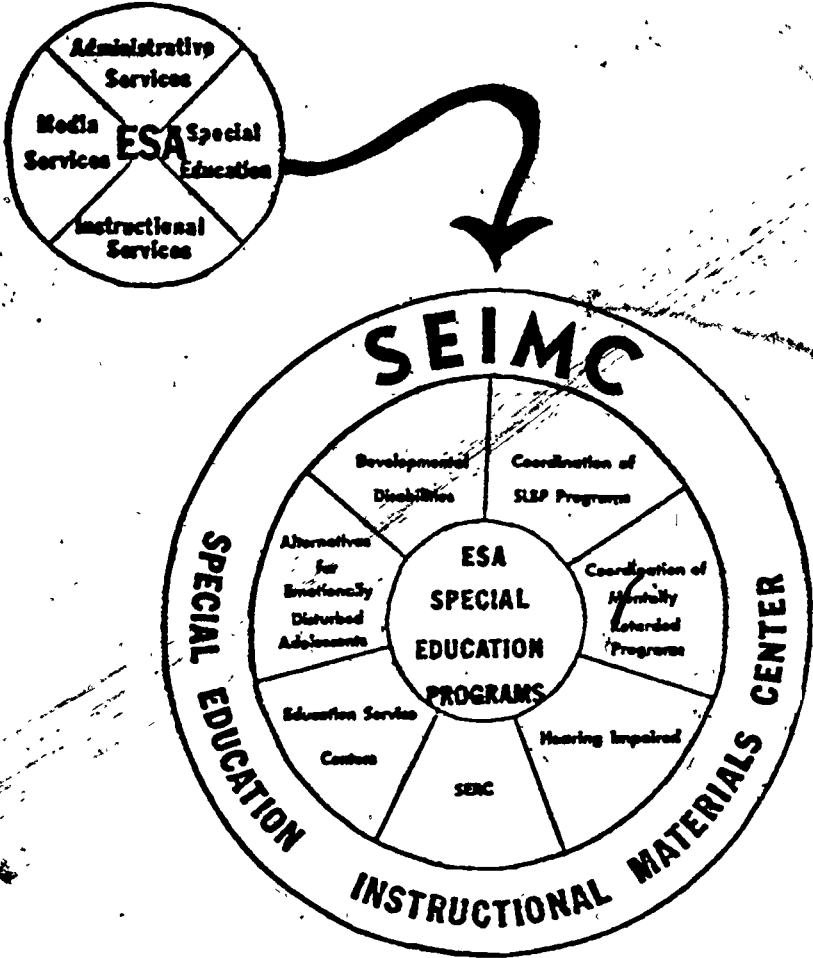 Administrative
Services
Media
Services
ESA
Special
Education
Instructional
Services
SEIMC
Developmental
Disabilities
Coordination of
SL&P Programs
Alternatives
for
Emotionally
Disturbed
Adolescents
ESA
SPECIAL
EDUCATION
PROGRAMS
Coordination of
Mentally
Retarded
Programs
Education Service
Centers
SERC
Hearing Impaired
SPECIAL EDUCATION INSTRUCTIONAL MATERIALS CENTER